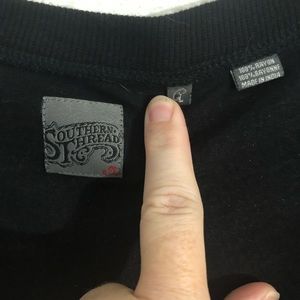 SOUTHERN
THREAD
100% RAYON
100% RAYONNE
MADE IN INDIA